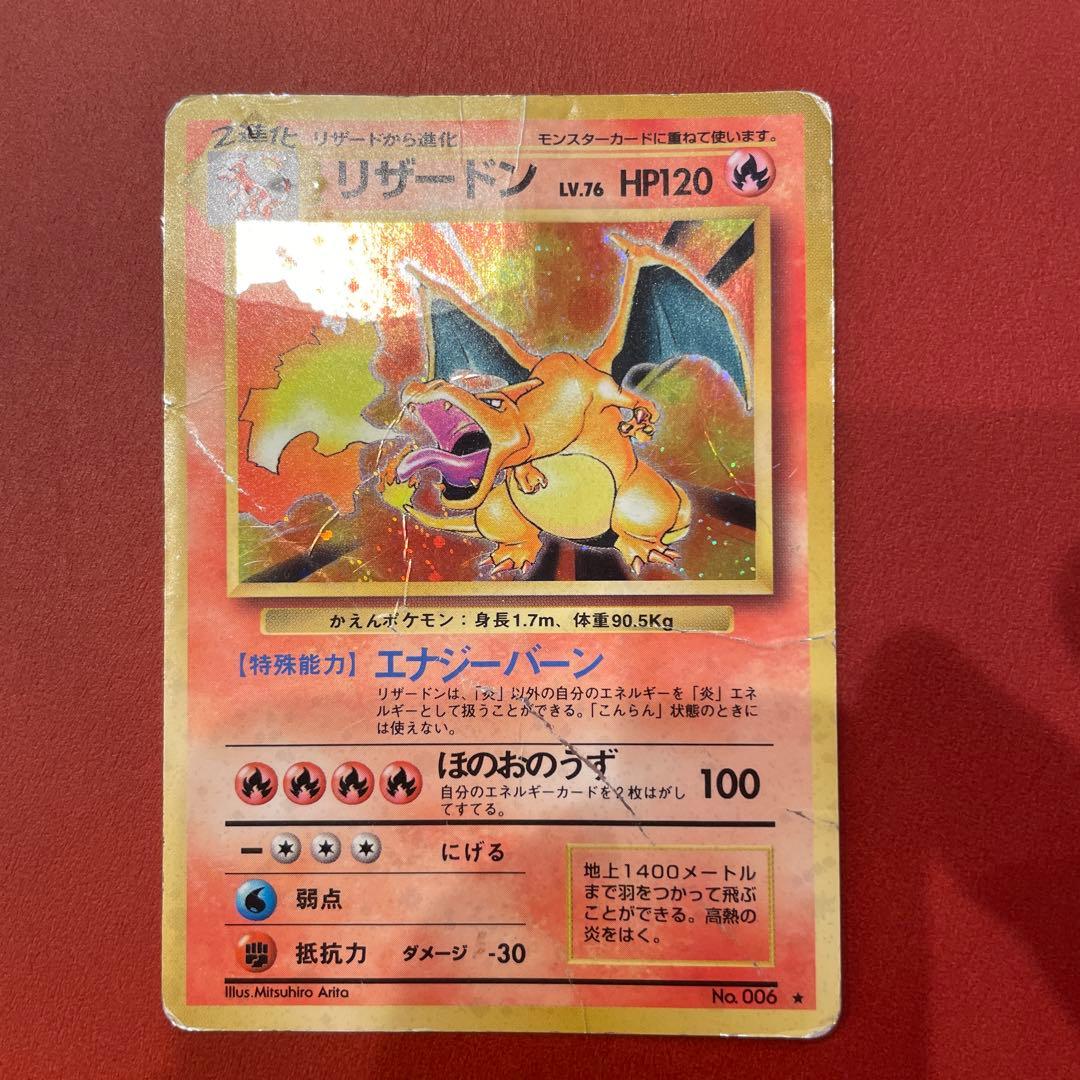 2進化 リザードから進化 モンスターカードに重ねて使います。
リザードン LV.76 HP120
かえんポケモン：身長1.7m、体重90.5Kg
【特殊能力】エナジーバーン
リザードンは、「炎」以外の自分のエネルギーを「炎」エネ
ルギーとして扱うことができる。「こんらん」状態のときに
は使えない。
ほのおのうず 100
自分のエネルギーカードを2枚はがし
てすてる。
にげる
弱点
抵抗力 ダメージ -30
地上1400メートル
まで羽をつかって飛ぶ
ことができる。高熱の
炎をはく。
Illus.Mitsuhiro Arita No. 006 ★